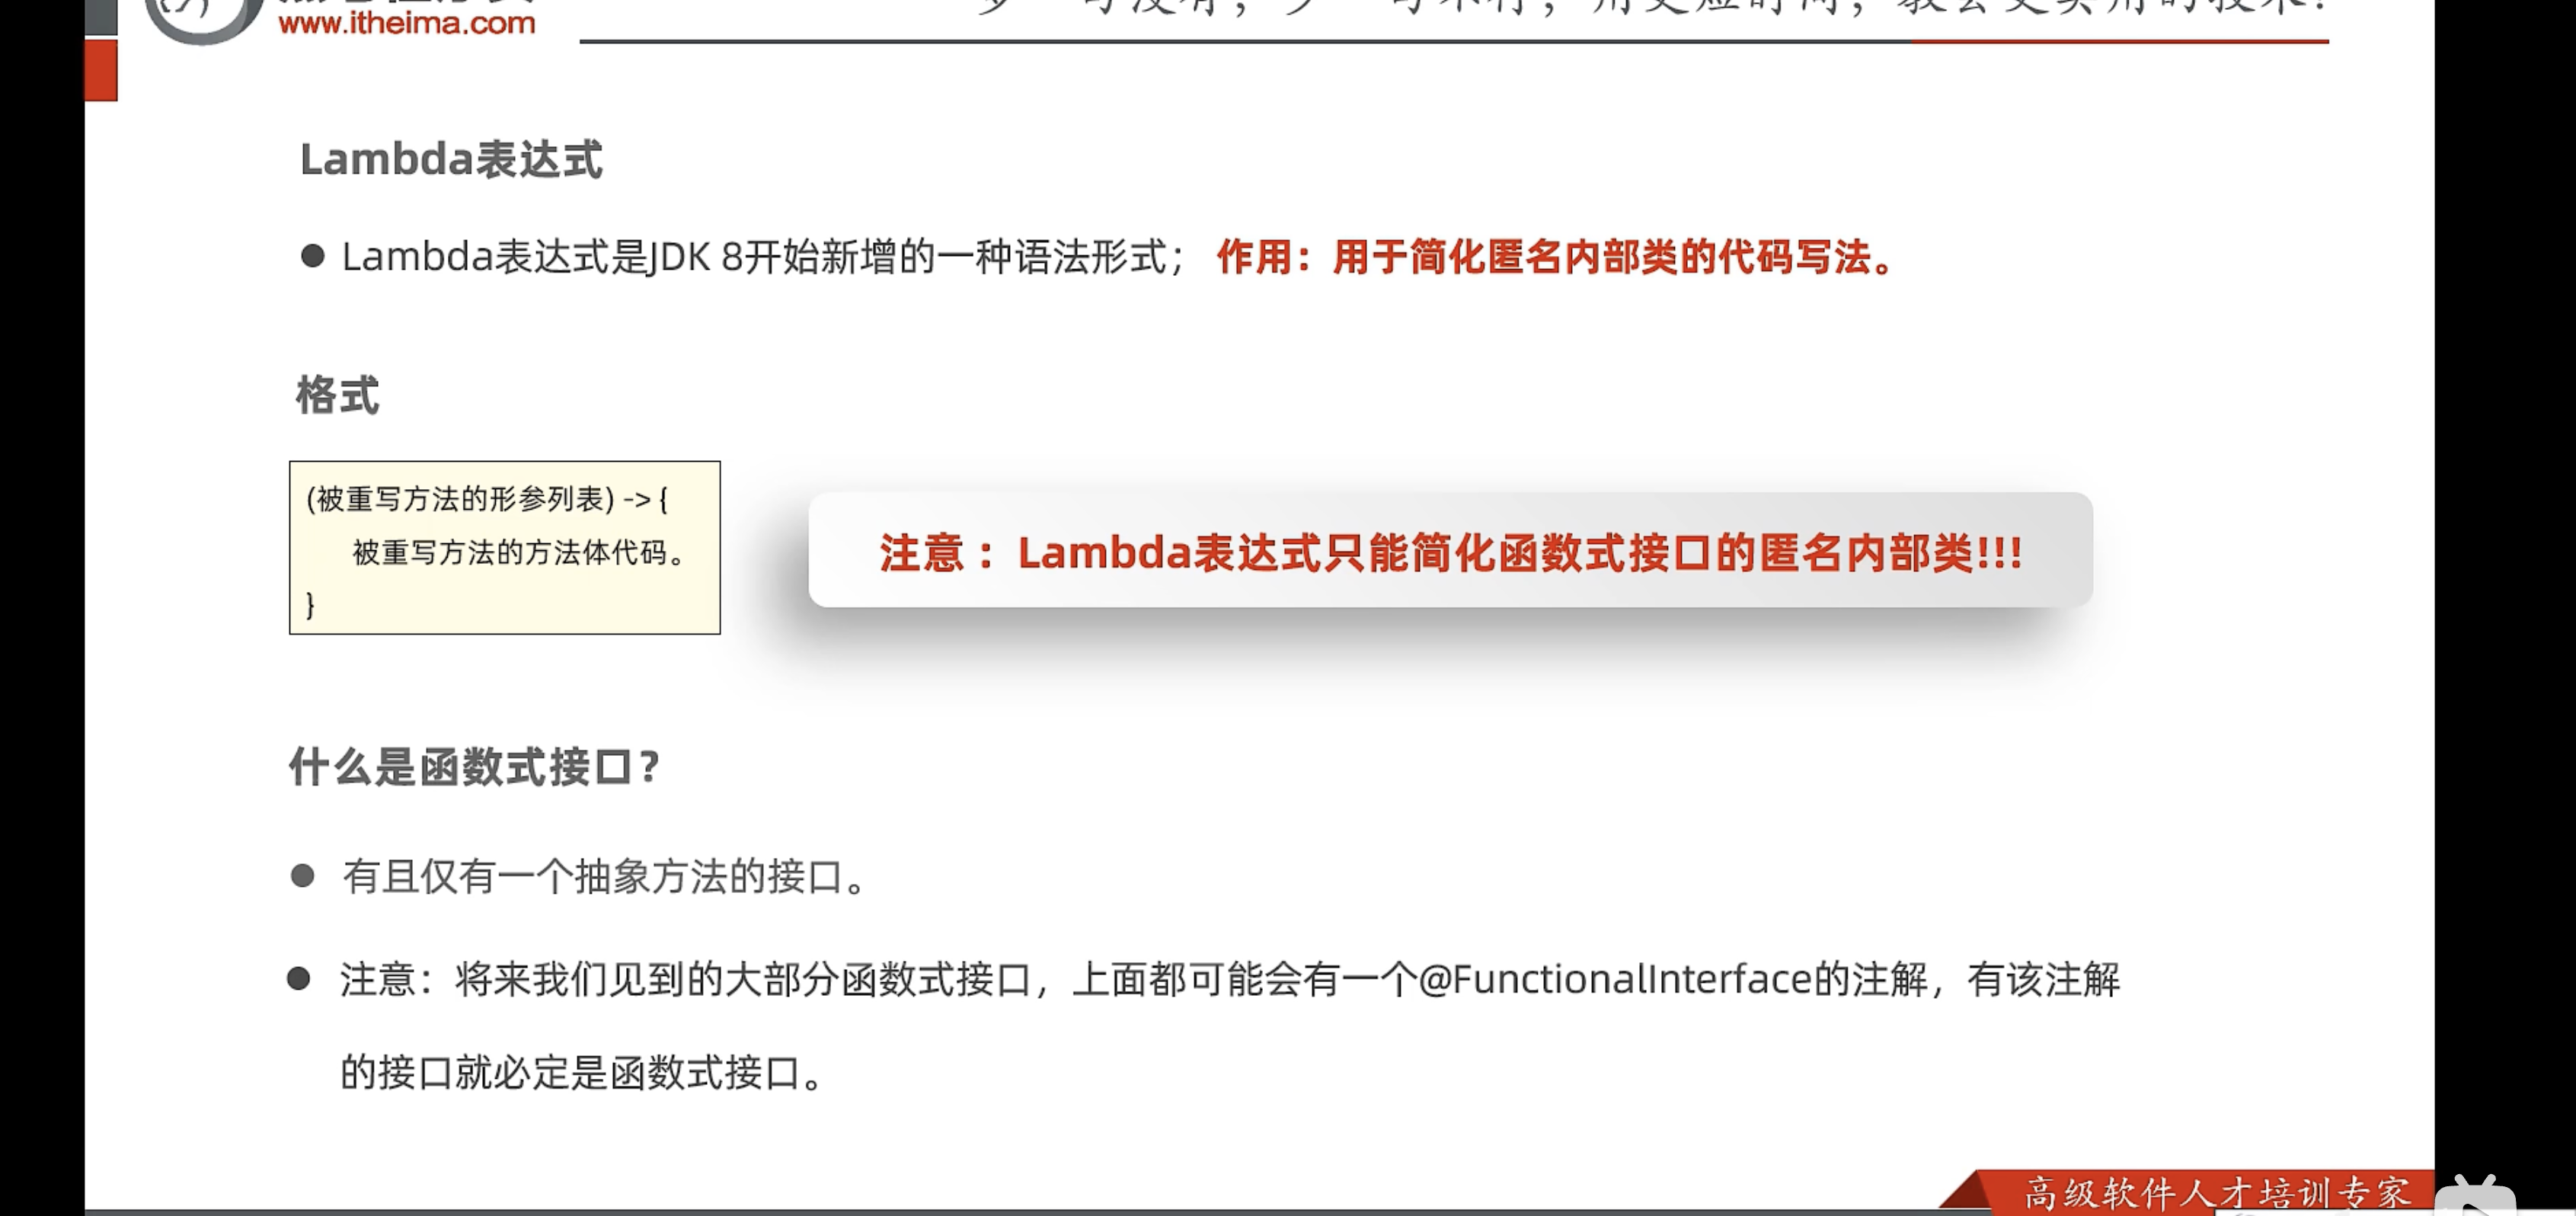 www.itheima.com
Lambda表达式
Lambda表达式是JDK 8开始新增的一种语法形式； 作用：用于简化匿名内部类的代码写法。
格式
(被重写方法的形参列表) -> {
被重写方法的方法体代码。
}
注意 ： Lambda表达式只能简化函数式接口的匿名内部类!!!
什么是函数式接口？
有且仅有一个抽象方法的接口。
注意：将来我们见到的大部分函数式接口，上面都可能会有一个@FunctionalInterface的注解，有该注解
的接口就必定是函数式接口。
高级软件人才培训专家